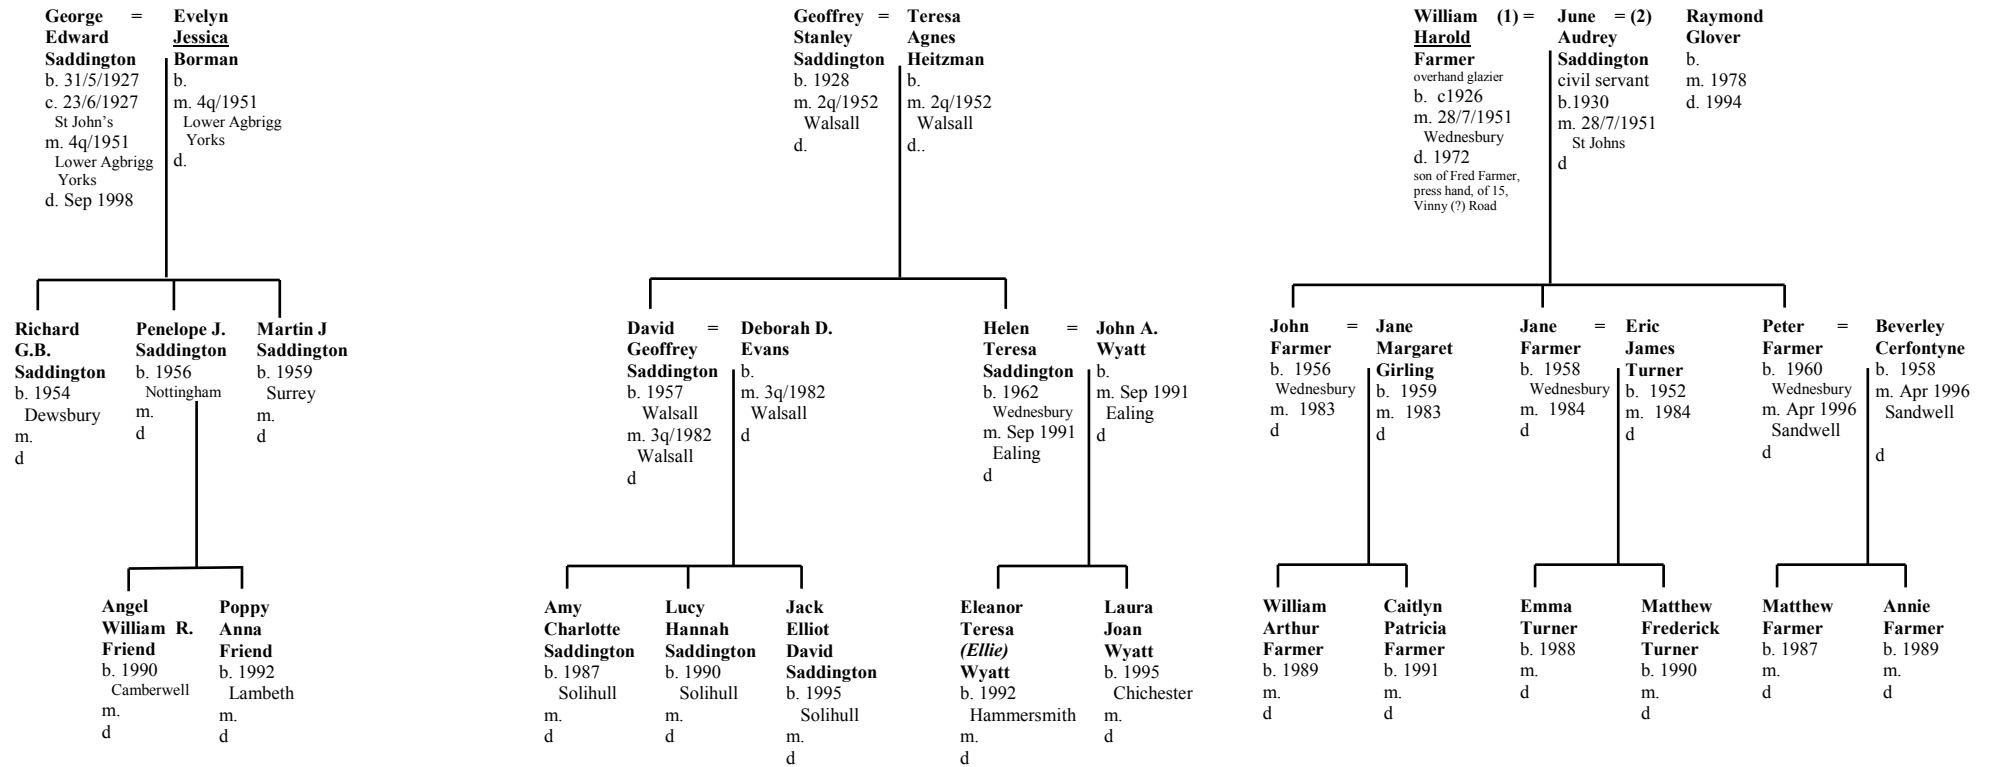 George =
Edward
Saddington
b. 31/5/1927
c. 23/6/1927
St John's
m. 4q/1951
Lower Agbrigg
Yorks
d. Sep 1998
Evelyn
Jessica
Borman
b.
m. 4q/1951
Lower Agbrigg
Yorks
d.
Geoffrey =
Stanley
Saddington
b. 1928
m. 2q/1952
Walsall
d.
Teresa
Agnes
Heitzman
b.
m. 2q/1952
Walsall
d..
William (1) =
Harold
Farmer
overhand glazier
b. c1926
m. 28/7/1951
Wednesbury
d. 1972
son of Fred Farmer,
press hand, of 15,
Vinny (?) Road
June = (2)
Audrey
Saddington
civil servant
b.1930
m. 28/7/1951
St Johns
d
Raymond
Glover
b.
m. 1978
d. 1994
Richard
G.B.
Saddington
b. 1954
Dewsbury
m.
d
Penelope J.
Saddington
b. 1956
Nottingham
m.
d
Martin J
Saddington
b. 1959
Surrey
m.
d
David =
Geoffrey
Saddington
b. 1957
Walsall
m. 3q/1982
Walsall
d
Deborah D.
Evans
b.
m. 3q/1982
Walsall
d
Helen =
Teresa
Saddington
b. 1962
Wednesbury
m. Sep 1991
Ealing
d
John A.
Wyatt
b.
m. Sep 1991
Ealing
d
John =
Farmer
b. 1956
Wednesbury
m. 1983
d
Jane
Margaret
Girling
b. 1959
m. 1983
d
Jane =
Farmer
b. 1958
Wednesbury
m. 1984
d
Eric
James
Turner
b. 1952
m. 1984
d
Peter =
Farmer
b. 1960
Wednesbury
m. Apr 1996
Sandwell
d
Beverley
Cerfontyne
b. 1958
m. Apr 1996
Sandwell
d
Angel
William R.
Friend
b. 1990
Camberwell
m.
d
Poppy
Anna
Friend
b. 1992
Lambeth
m.
d
Amy
Charlotte
Saddington
b. 1987
Solihull
m.
d
Lucy
Hannah
Saddington
b. 1990
Solihull
m.
d
Jack
Elliot
David
Saddington
b. 1995
Solihull
m.
d
Eleanor
Teresa
(Ellie)
Wyatt
b. 1992
Hammersmith
m.
d
Laura
Joan
Wyatt
b. 1995
Chichester
m.
d
William
Arthur
Farmer
b. 1989
m.
d
Caitlyn
Patricia
Farmer
b. 1991
m.
d
Emma
Turner
b. 1988
m.
d
Matthew
Frederick
Turner
b. 1990
m.
d
Matthew
Farmer
b. 1987
m.
d
Annie
Farmer
b. 1989
m.
d